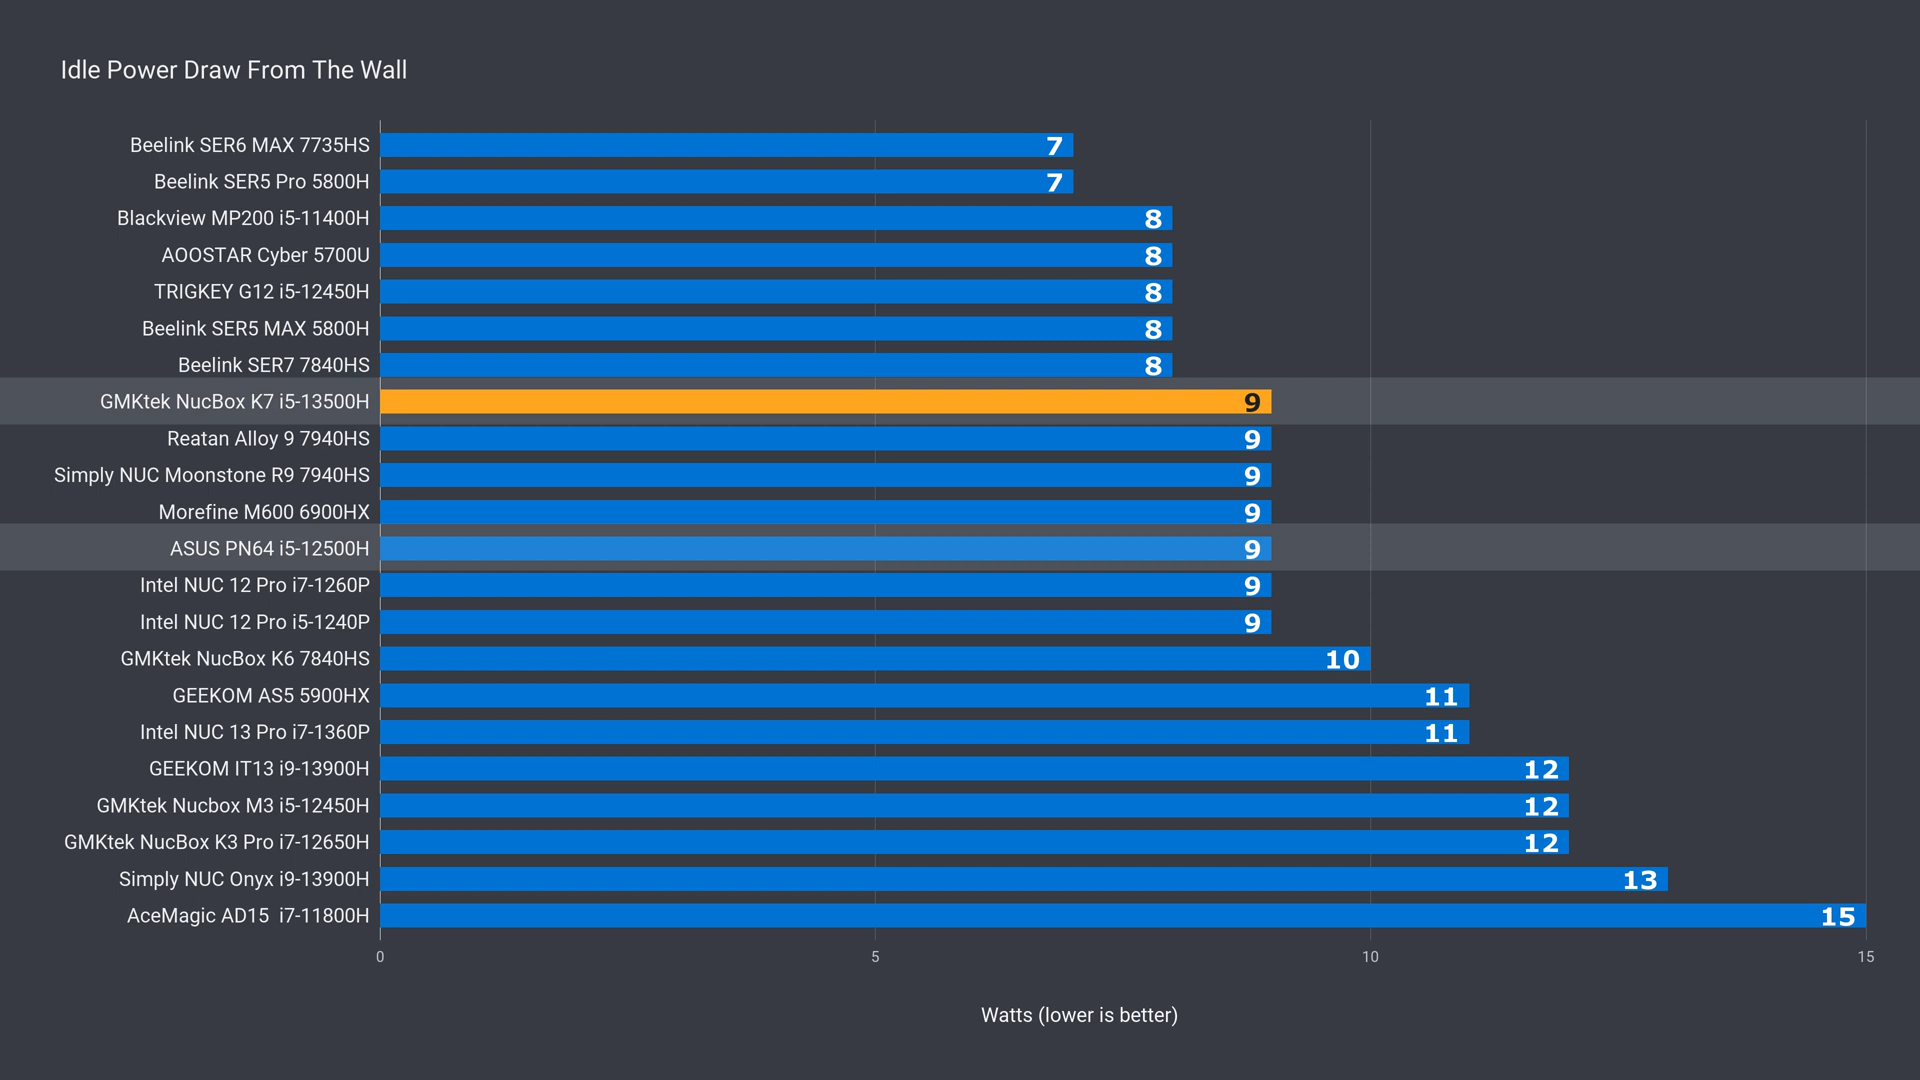 Idle Power Draw From The Wall
Beelink SER6 MAX 7735HS 7
Beelink SER5 Pro 5800H 7
Blackview MP200 i5-11400H 8
AOOSTAR Cyber 5700U 8
TRIGKEY G12 i5-12450H 8
Beelink SER5 MAX 5800H 8
Beelink SER7 7840HS 8
GMKtek NucBox K7 i5-13500H 9
Reatan Alloy 9 7940HS 9
Simply NUC Moonstone R9 7940HS 9
Morefine M600 6900HX 9
ASUS PN64 i5-12500H 9
Intel NUC 12 Pro i7-1260P 9
Intel NUC 12 Pro i5-1240P 9
GMKtek NucBox K6 7840HS 10
GEEKOM AS5 5900HX 11
Intel NUC 13 Pro i7-1360P 11
GEEKOM IT13 i9-13900H 12
GMKtek Nucbox M3 i5-12450H 12
GMKtek NucBox K3 Pro i7-12650H 12
Simply NUC Onyx i9-13900H 13
AceMagic AD15  i7-11800H 15
0 5 10 15
Watts (lower is better)